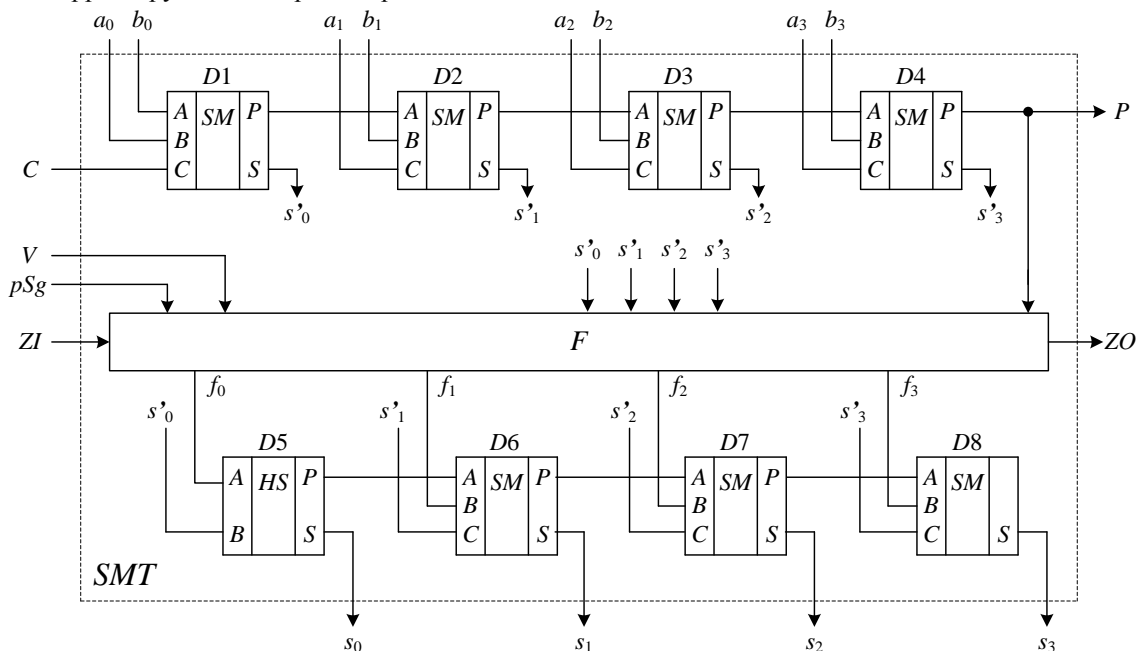 a0 b0 a1 b1 a2 b2 a3 b3
D1 D2 D3 D4
A SM P A SM P A SM P A SM P P
B B B B
C C S C S C S C S
s'0 s'1 s'2 s'3
V s'0 s'1 s'2 s'3
pSg
ZI F ZO
f0 f1 f2 f3
s'0 s'1 s'2 s'3
D5 D6 D7 D8
A HS P A SM P A SM P A SM
B B B
B S C S C S C S
SMT
s0 s1 s2 s3